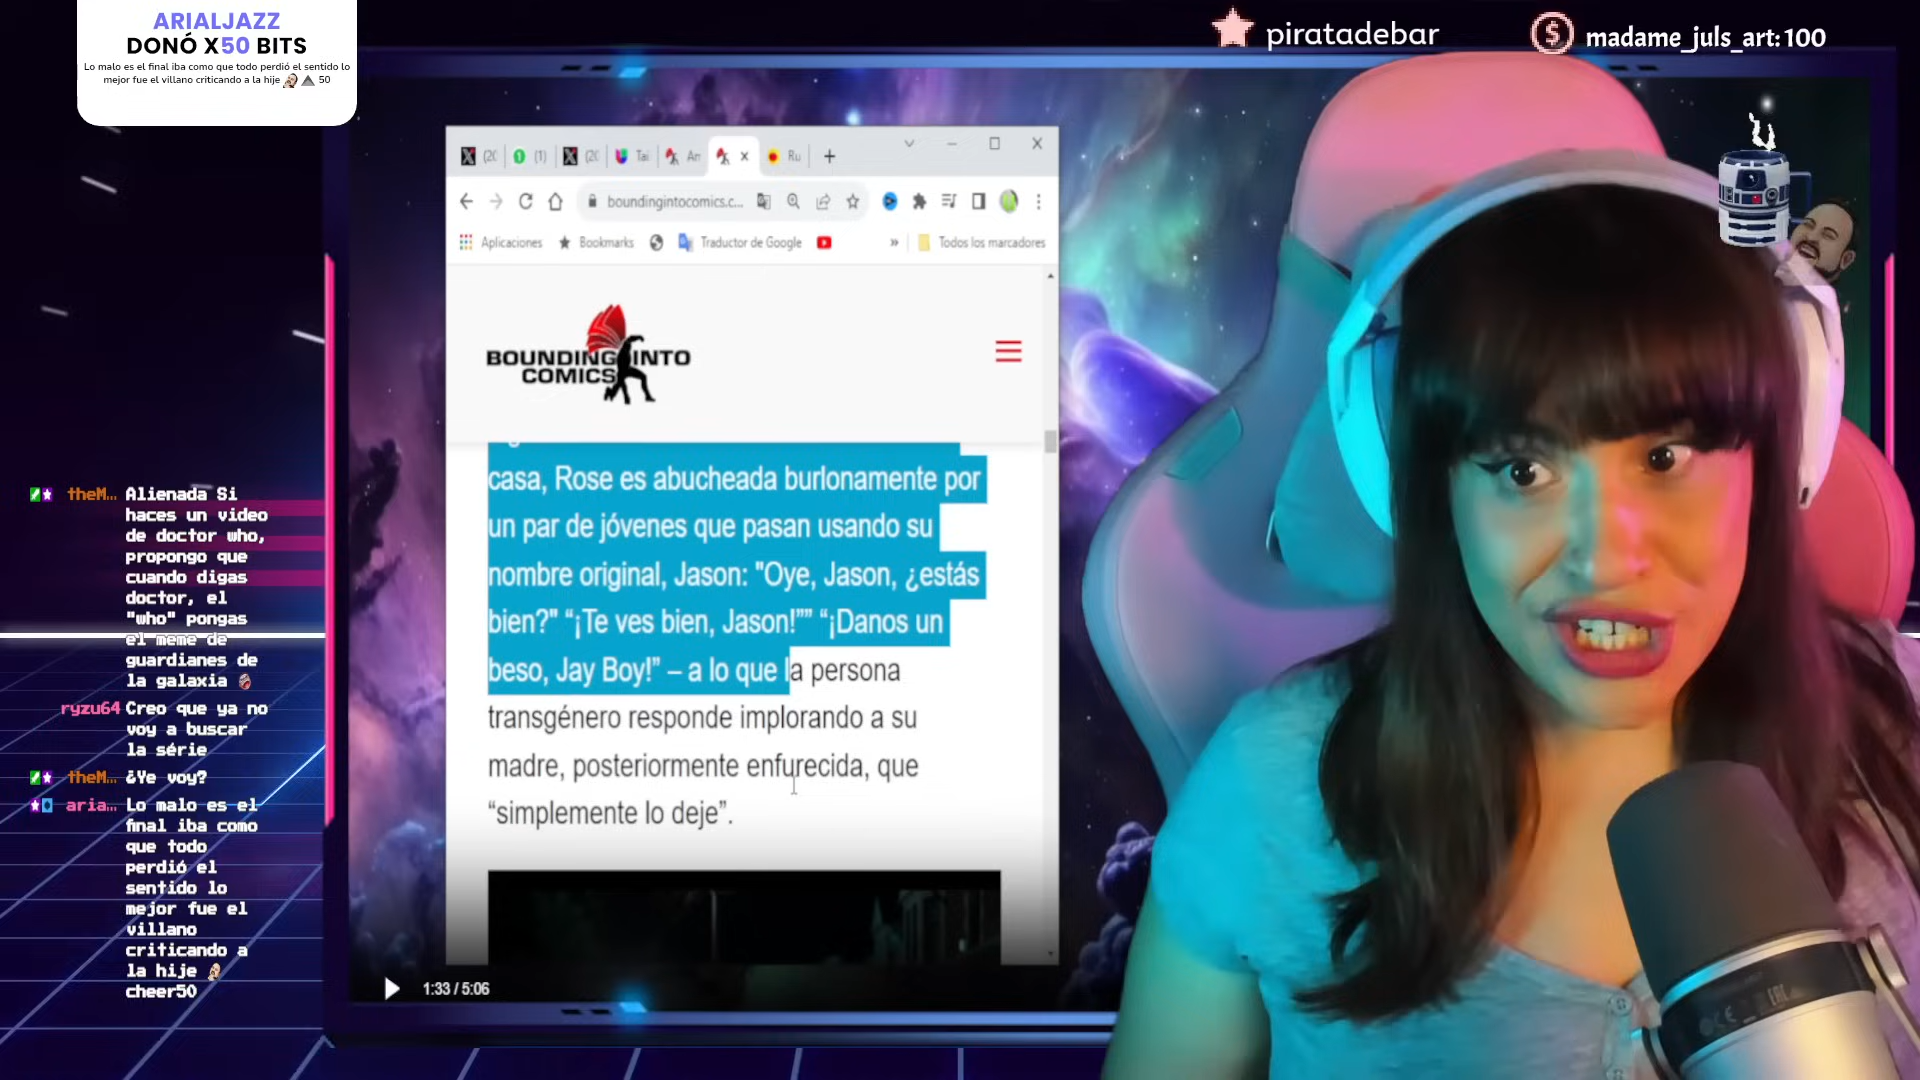 ARIALJAZZ
DONÓ X50 BITS
Lo malo es el final iba como que todo perdió el sentido lo
mejor fue el villano criticando a la hije 50
piratadebar
madame_juls_art: 100
(20
(1)
(20
Tai
An
Ru
boundingintocomics.c...
Aplicaciones
Bookmarks
Traductor de Google
»
Todos los marcadores
BOUNDING INTO
COMICS
casa, Rose es abucheada burlonamente por
un par de jóvenes que pasan usando su
nombre original, Jason: "Oye, Jason, ¿estás
bien?" “¡Te ves bien, Jason!”” “¡Danos un
beso, Jay Boy!” – a lo que la persona
transgénero responde implorando a su
madre, posteriormente enfurecida, que
“simplemente lo deje”.
1:33 / 5:06
theM... Alienada Si
haces un video
de doctor who,
propongo que
cuando digas
doctor, el
"who" pongas
el meme de
guardianes de
la galaxia
ryzu64 Creo que ya no
voy a buscar
la série
theM... ¿Ye voy?
aria... Lo malo es el
final iba como
que todo
perdió el
sentido lo
mejor fue el
villano
criticando a
la hije
cheer50